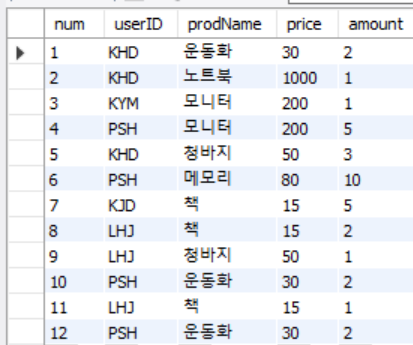 num userID prodName price amount
1 KHD 운동화 30 2
2 KHD 노트북 1000 1
3 KYM 모니터 200 1
4 PSH 모니터 200 5
5 KHD 청바지 50 3
6 PSH 메모리 80 10
7 KJD 책 15 5
8 LHJ 책 15 2
9 LHJ 청바지 50 1
10 PSH 운동화 30 2
11 LHJ 책 15 1
12 PSH 운동화 30 2